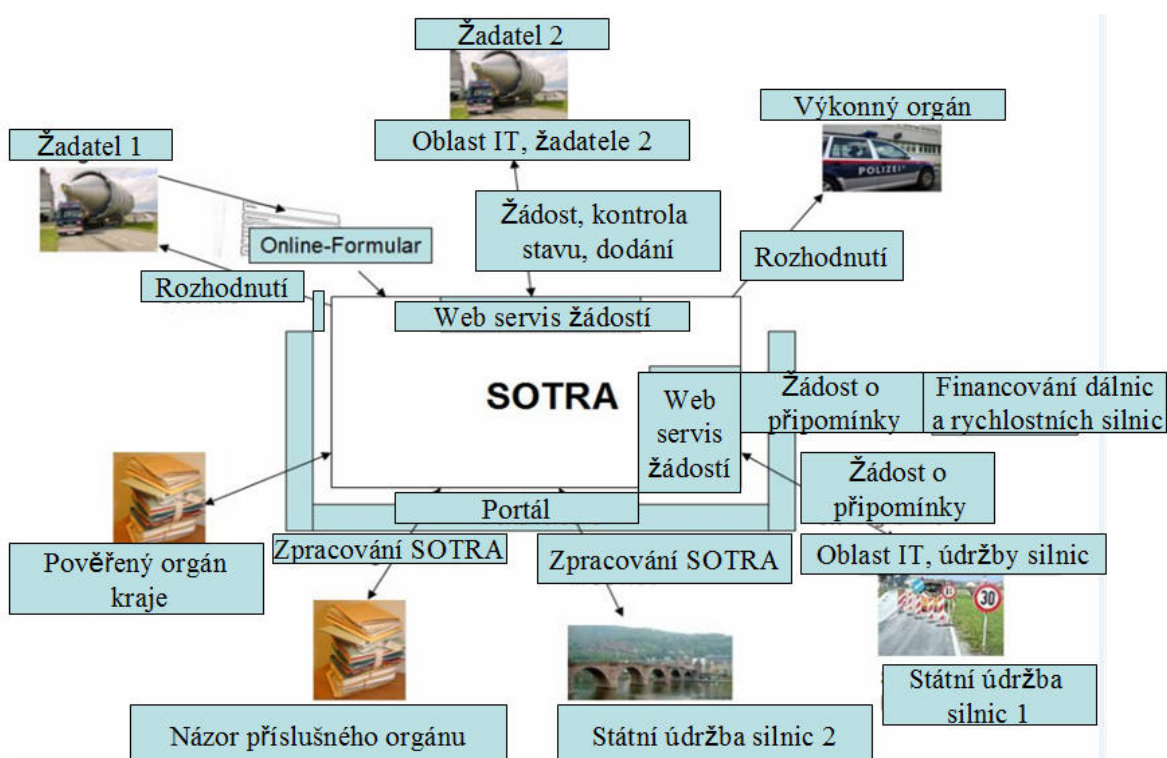 Žadatel 2
Výkonný orgán
Žadatel 1
Oblast IT, žadatele 2
POLIZEI
Žádost, kontrola
stavu, dodání
Online-Formular
Rozhodnutí
Rozhodnutí
Web servis žádostí
SOTRA
Web
servis
žádostí
Žádost o
připomínky
Financování dálnic
a rychlostních silnic
Žádost o
připomínky
Portál
Zpracování SOTRA
Zpracování SOTRA
Oblast IT, údržby silnic
Pověřený orgán
kraje
30
Státní údržba
silnic 1
Názor příslušného orgánu
Státní údržba silnic 2